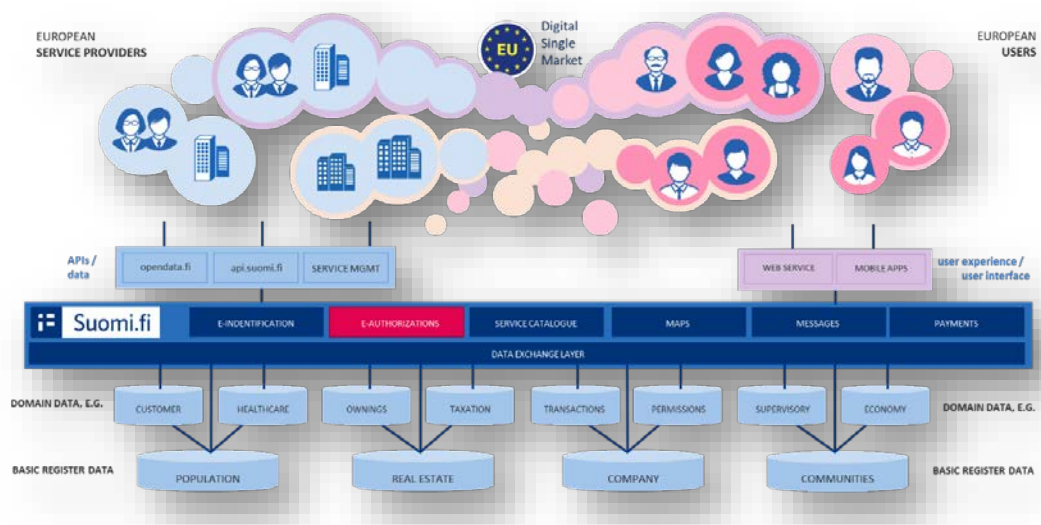 EUROPEAN
SERVICE PROVIDERS
EU
Digital
Single
Market
EUROPEAN
USERS
APIs /
data
opendata.fi
api.suomi.fi
SERVICE MGMT
WEB SERVICE
MOBILE APPS
user experience /
user interface
Suomi.fi
E-INDENTIFICATION
E-AUTHORIZATIONS
SERVICE CATALOGUE
MAPS
MESSAGES
PAYMENTS
DATA EXCHANGE LAYER
DOMAIN DATA, E.G.
CUSTOMER
HEALTHCARE
OWNINGS
TAXATION
TRANSACTIONS
PERMISSIONS
SUPERVISORY
ECONOMY
DOMAIN DATA, E.G.
BASIC REGISTER DATA
POPULATION
REAL ESTATE
COMPANY
COMMUNITIES
BASIC REGISTER DATA